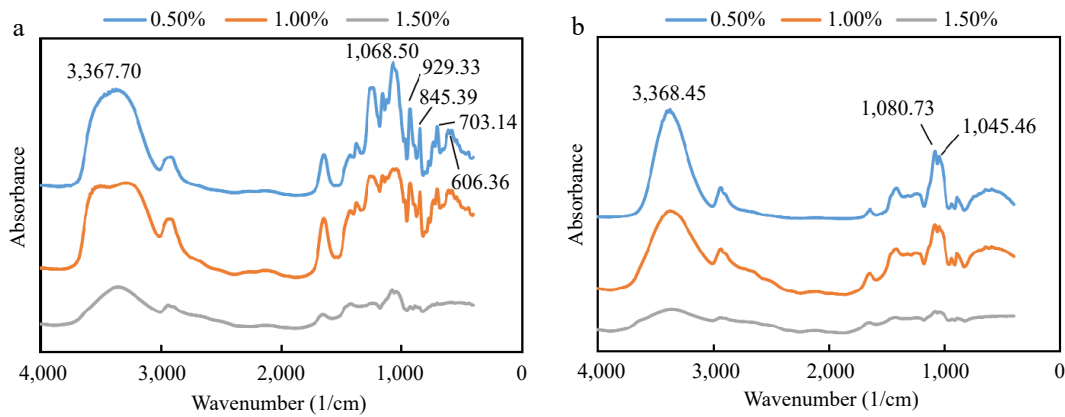 a
0.50% 1.00% 1.50%
3,367.70
1,068.50
929.33
845.39
703.14
606.36
Absorbance
4,000 3,000 2,000 1,000 0
Wavenumber (1/cm)
b
0.50% 1.00% 1.50%
3,368.45
1,080.73
1,045.46
Absorbance
4,000 3,000 2,000 1,000 0
Wavenumber (1/cm)